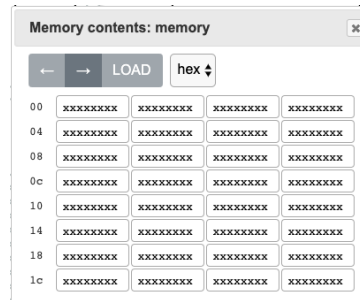 Memory contents: memory
← → LOAD hex
00 xxxxxxxx xxxxxxxx xxxxxxxx xxxxxxxx
04 xxxxxxxx xxxxxxxx xxxxxxxx xxxxxxxx
08 xxxxxxxx xxxxxxxx xxxxxxxx xxxxxxxx
0c xxxxxxxx xxxxxxxx xxxxxxxx xxxxxxxx
10 xxxxxxxx xxxxxxxx xxxxxxxx xxxxxxxx
14 xxxxxxxx xxxxxxxx xxxxxxxx xxxxxxxx
18 xxxxxxxx xxxxxxxx xxxxxxxx xxxxxxxx
1c xxxxxxxx xxxxxxxx xxxxxxxx xxxxxxxx